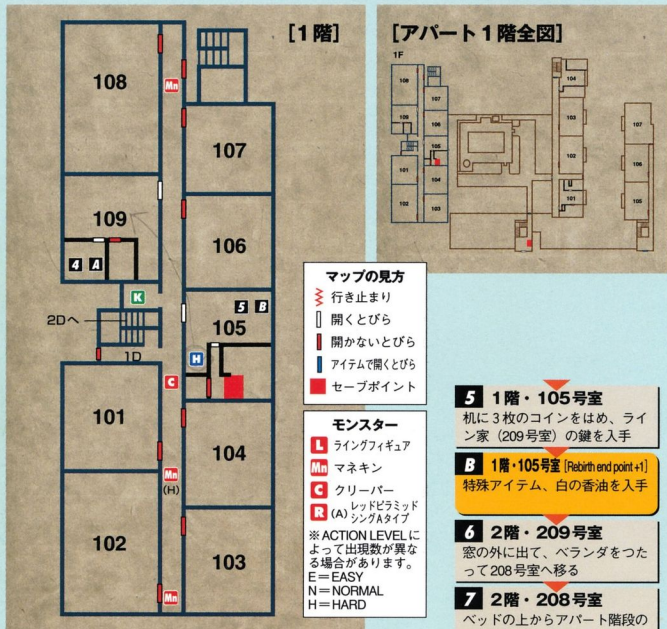 [1階]
108
Mn
107
109
106
4 A
K
5 B
105
2Dへ
1D
H
C
101
104
Mn
(H)
102
103
Mn
[アパート1階全図]
1F
108
107
109
106
105
101
104
102
103
104
103
102
101
107
106
105
マップの見方
行き止まり
開くとびら
開かないとびら
アイテムで開くとびら
セーブポイント
モンスター
L ライングフィギュア
Mn マネキン
C クリーパー
R (A) レッドピラミッド
シングAタイプ
※ACTION LEVELに
よって出現数が異な
る場合があります。
E=EASY
N=NORMAL
H=HARD
5 1階・105号室
机に3枚のコインをはめ、ライ
ン家(209号室)の鍵を入手
B 1階・105号室 [Rebirth end point+1]
特殊アイテム、白の香油を入手
6 2階・209号室
窓の外に出て、ベランダをつた
って208号室へ移る
7 2階・208号室
ベッドの上からアパート階段の